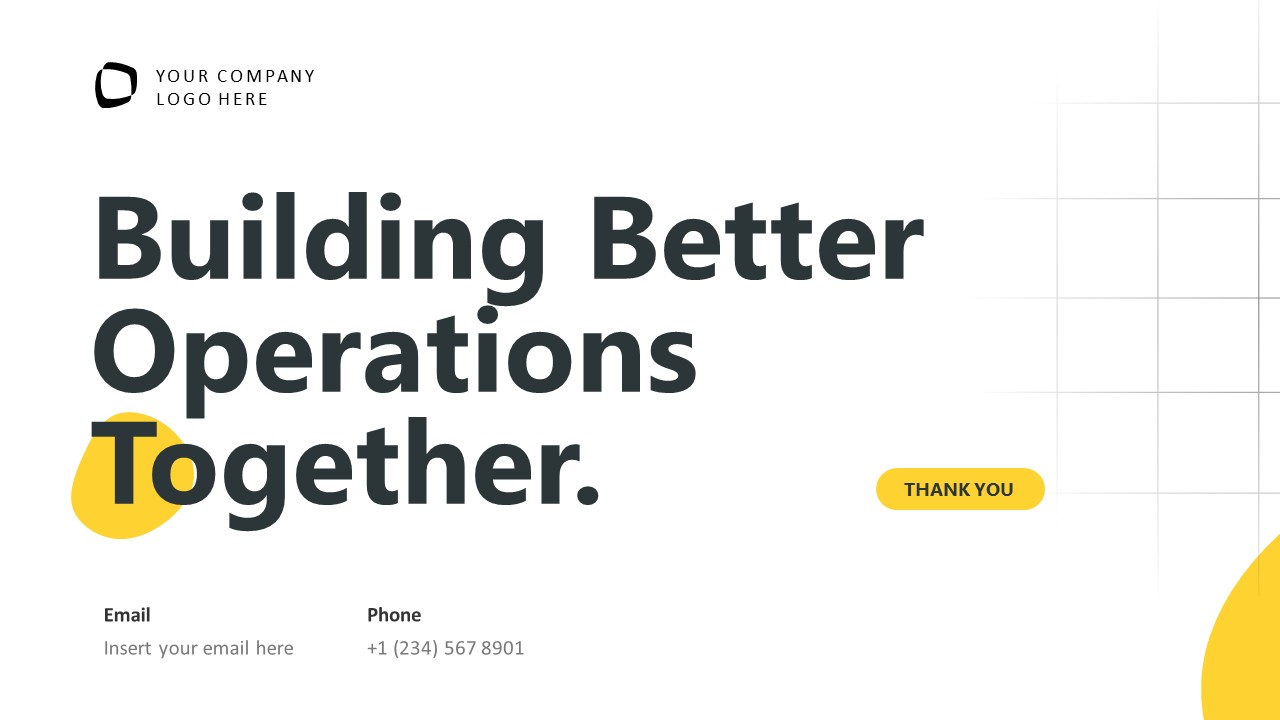 YOUR COMPANY
LOGO HERE
Building Better
Operations
Together.
THANK YOU
Email
Insert your email here
Phone
+1 (234) 567 8901